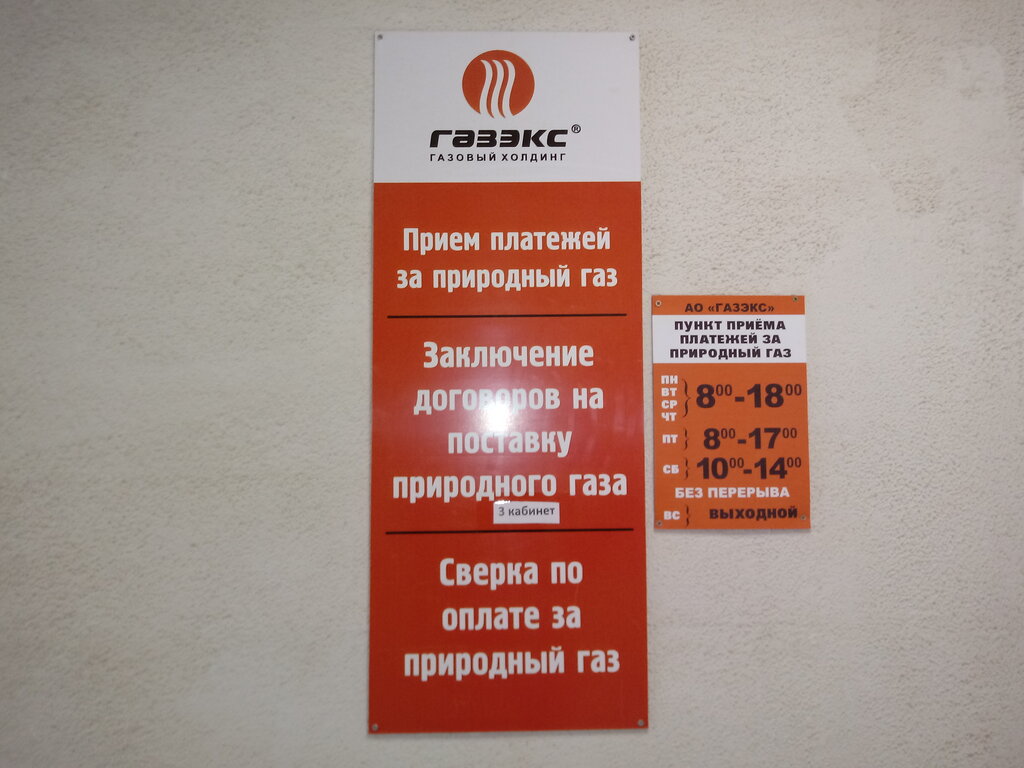 газэкс®
ГАЗОВЫЙ ХОЛДИНГ
Прием платежей
за природный газ
Заключение
договоров на
поставку
природного газа
3 кабинет
Сверка по
оплате за
природный газ
АО «ГАЗЭКС»
ПУНКТ ПРИЁМА
ПЛАТЕЖЕЙ ЗА
ПРИРОДНЫЙ ГАЗ
ПН
ВТ
СР
ЧТ
8⁰⁰-18⁰⁰
ПТ 8⁰⁰-17⁰⁰
СБ 10⁰⁰-14⁰⁰
БЕЗ ПЕРЕРЫВА
ВС ВЫХОДНОЙ